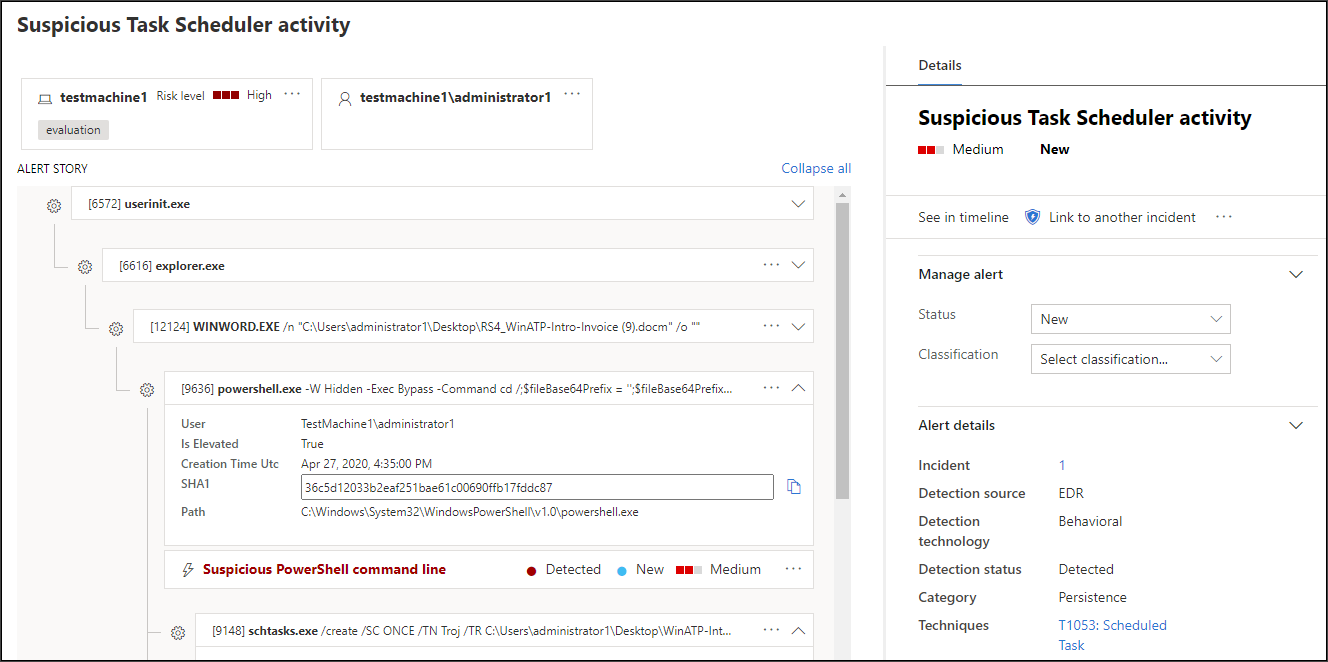 Suspicious Task Scheduler activity
testmachine1 Risk level High ...
evaluation
testmachine1\administrator1 ...
ALERT STORY Collapse all
[6572] userinit.exe
[6616] explorer.exe ...
[12124] WINWORD.EXE /n "C:\Users\administrator1\Desktop\RS4_WinATP-Intro-Invoice (9).docm" /o "" ...
[9636] powershell.exe -W Hidden -Exec Bypass -Command cd /;$fileBase64Prefix = '';$fileBase64Prefix... ...
User TestMachine1\administrator1
Is Elevated True
Creation Time Utc Apr 27, 2020, 4:35:00 PM
SHA1 36c5d12033b2eaf251bae61c00690ffb17fddc87
Path C:\Windows\System32\WindowsPowerShell\v1.0\powershell.exe
Suspicious PowerShell command line Detected New Medium ...
[9148] schtasks.exe /create /SC ONCE /TN Troj /TR C:\Users\administrator1\Desktop\WinATP-Int... ...
Details
Suspicious Task Scheduler activity
Medium New
See in timeline Link to another incident ...
Manage alert
Status New
Classification Select classification...
Alert details
Incident 1
Detection source EDR
Detection Behavioral
technology
Detection status Detected
Category Persistence
Techniques T1053: Scheduled
Task